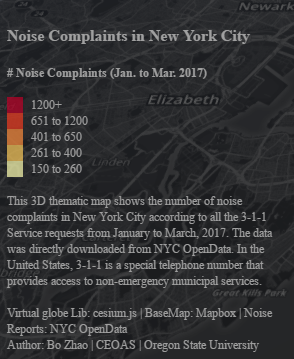 Newark
Noise Complaints in New York City
# Noise Complaints (Jan. to Mar. 2017)
Elizabeth
1200+
651 to 1200
401 to 650
261 to 400
150 to 260
Linden
This 3D thematic map shows the number of noise
complaints in New York City according to all the 3-1-1
Service requests from January to March, 2017. The data
was directly downloaded from NYC OpenData. In the
United States, 3-1-1 is a special telephone number that
provides access to non-emergency municipal services.
Great Kills Park
Virtual globe Lib: cesium.js | BaseMap: Mapbox | Noise
Reports: NYC OpenData
Author: Bo Zhao | CEOAS | Oregon State University